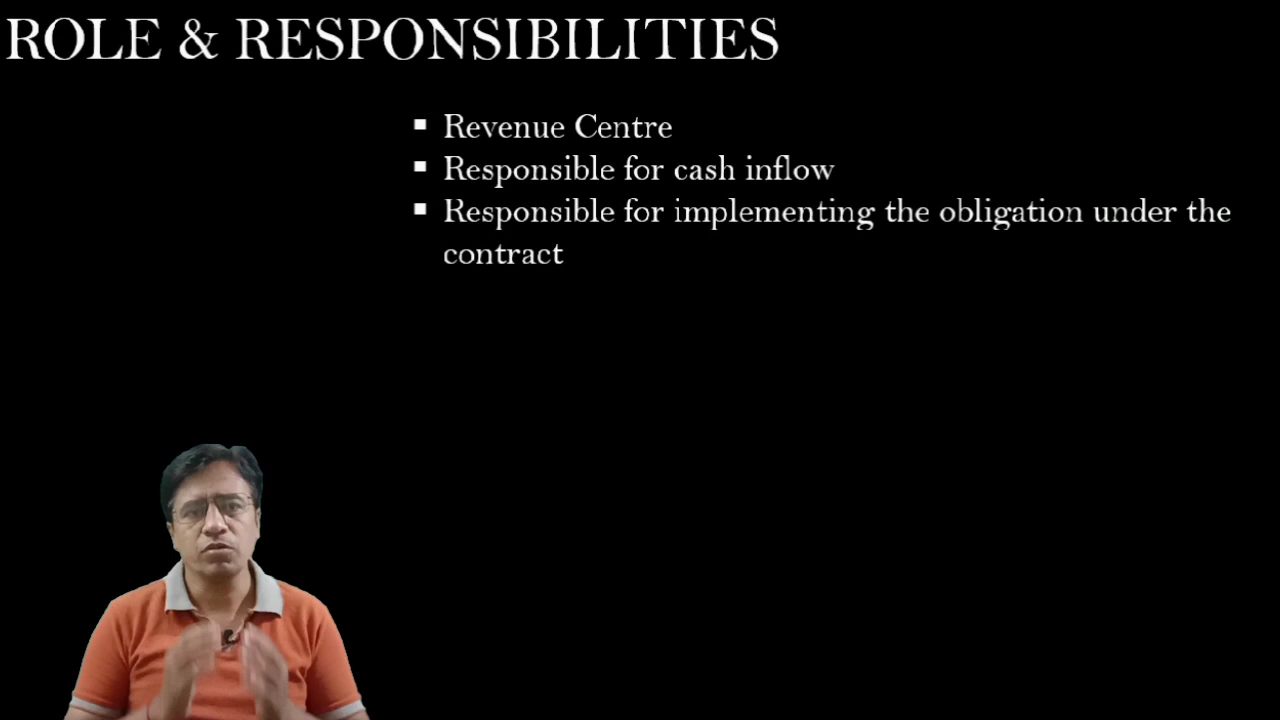 ROLE & RESPONSIBILITIES
▪ Revenue Centre
▪ Responsible for cash inflow
▪ Responsible for implementing the obligation under the
contract